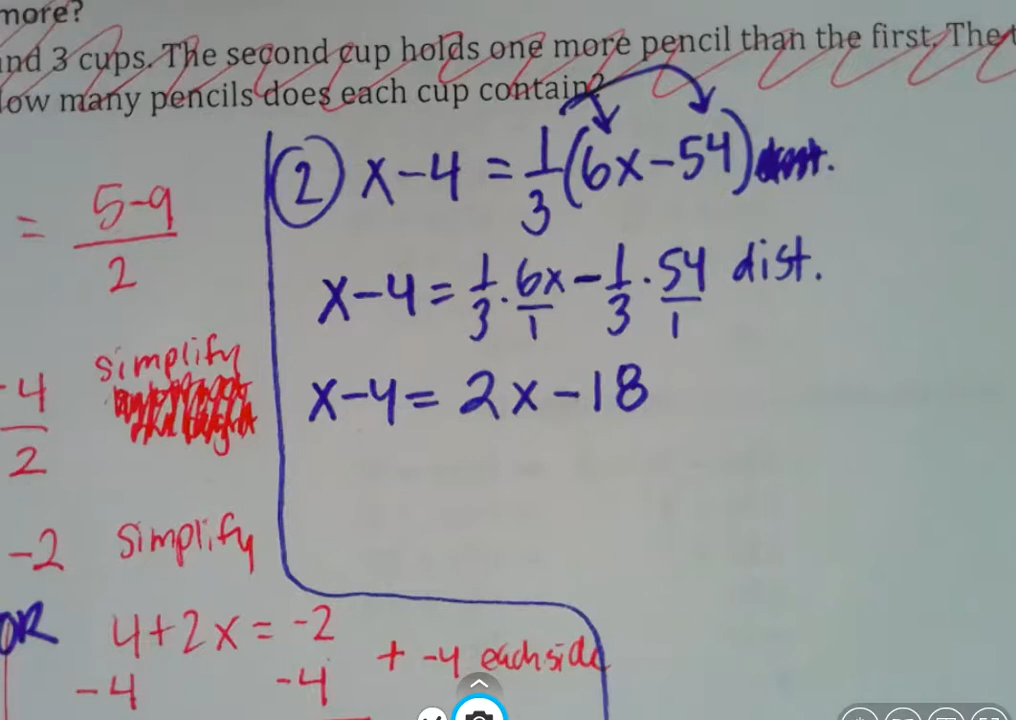 more?
nd 3 cups. The second cup holds one more pencil than the first. The t
low many pencils does each cup contain?
② x-4 = 1/3 (6x-54)
x-4 = 1/3 · 6x/1 - 1/3 · 54/1 dist.
x-4 = 2x-18
= 5-9/2
-4/2 simplify
-2 simplify
OR 4+2x = -2
-4 -4 + -4 each side